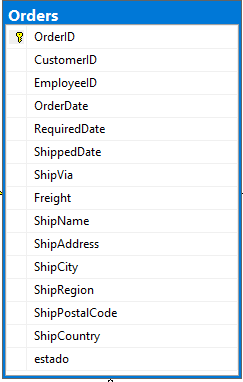 Orders
OrderID
CustomerID
EmployeeID
OrderDate
RequiredDate
ShippedDate
ShipVia
Freight
ShipName
ShipAddress
ShipCity
ShipRegion
ShipPostalCode
ShipCountry
estado